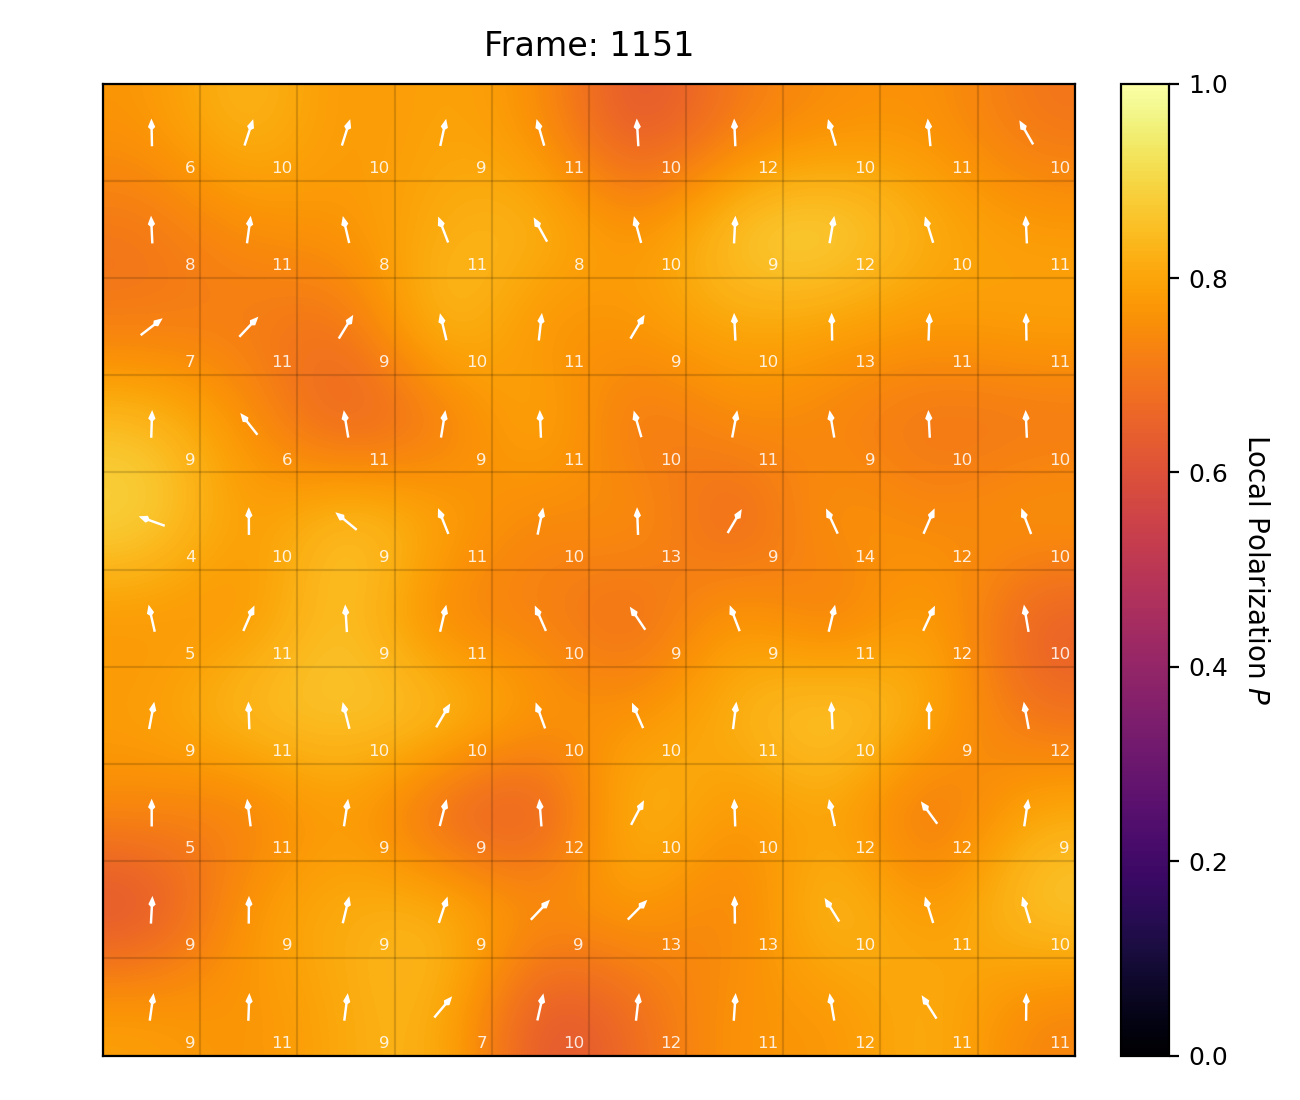 Frame: 1151
6 10 10 9 11 10 12 10 11 10
8 11 8 11 8 10 9 12 10 11
7 11 9 10 11 9 10 13 11 11
9 6 11 9 11 10 11 9 10 10
4 10 9 11 10 13 9 14 12 10
5 11 9 11 10 9 9 11 12 10
9 11 10 10 10 10 11 10 9 12
5 11 9 9 12 10 10 12 12 9
9 9 9 9 9 13 13 10 11 10
9 11 9 7 10 12 11 12 11 11
1.0
0.8
0.6
0.4
0.2
0.0
Local Polarization P